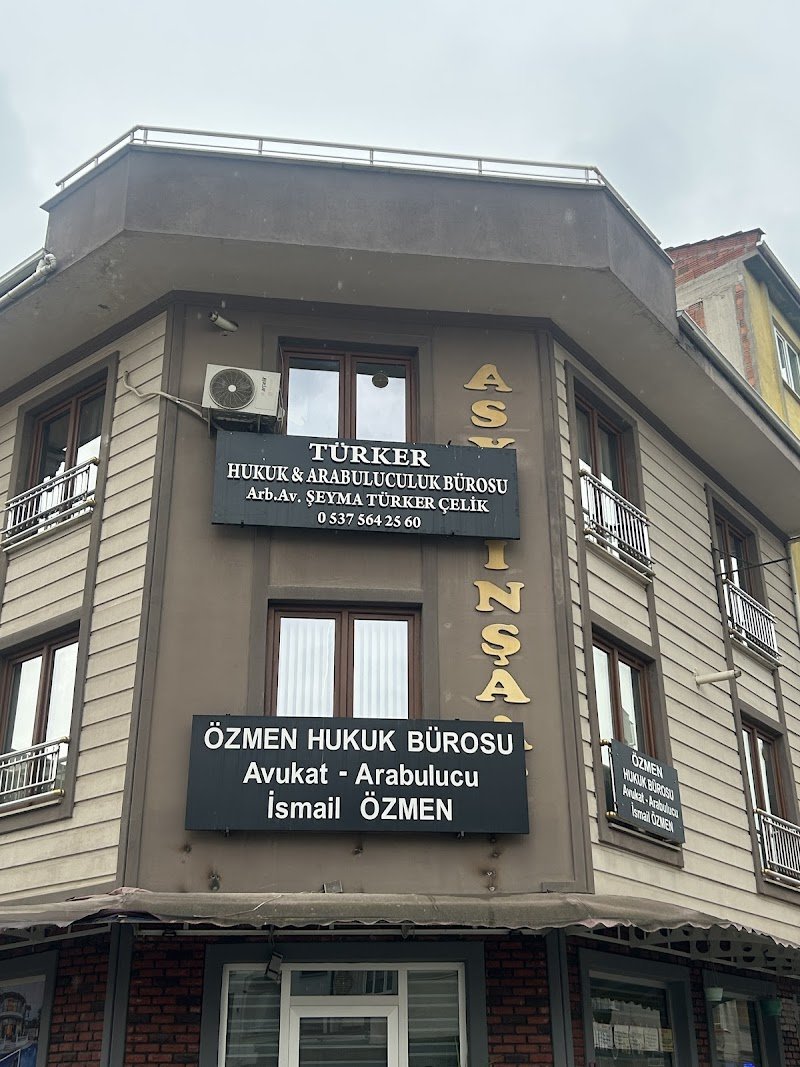 TÜRKER
HUKUK & ARABULUCULUK BÜROSU
Arb.Av. ŞEYMA TÜRKER ÇELİK
0 537 564 25 60
ÖZMEN HUKUK BÜROSU
Avukat - Arabulucu
İsmail ÖZMEN
ÖZMEN
HUKUK BÜROSU
Avukat-Arabulucu
İsmail ÖZMEN